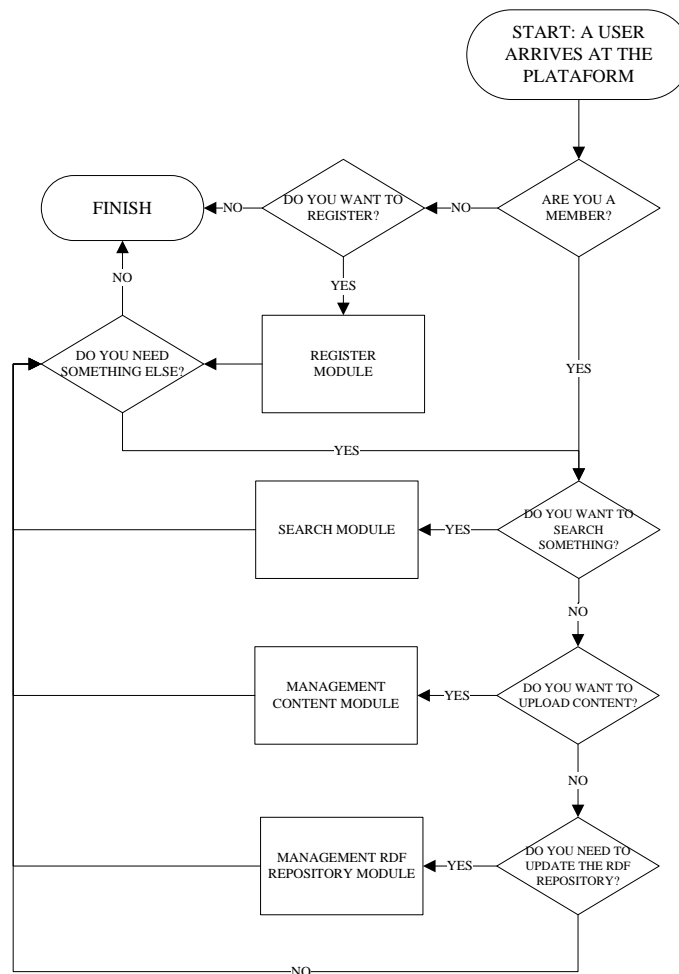 START: A USER
ARRIVES AT THE
PLATAFORM
ARE YOU A
MEMBER?
NO
DO YOU WANT TO
REGISTER?
NO
FINISH
YES
REGISTER
MODULE
DO YOU NEED
SOMETHING ELSE?
NO
YES
YES
DO YOU WANT TO
SEARCH
SOMETHING?
YES
SEARCH MODULE
NO
DO YOU WANT TO
UPLOAD CONTENT?
YES
MANAGEMENT
CONTENT MODULE
NO
DO YOU NEED TO
UPDATE THE RDF
REPOSITORY?
YES
MANAGEMENT RDF
REPOSITORY MODULE
NO